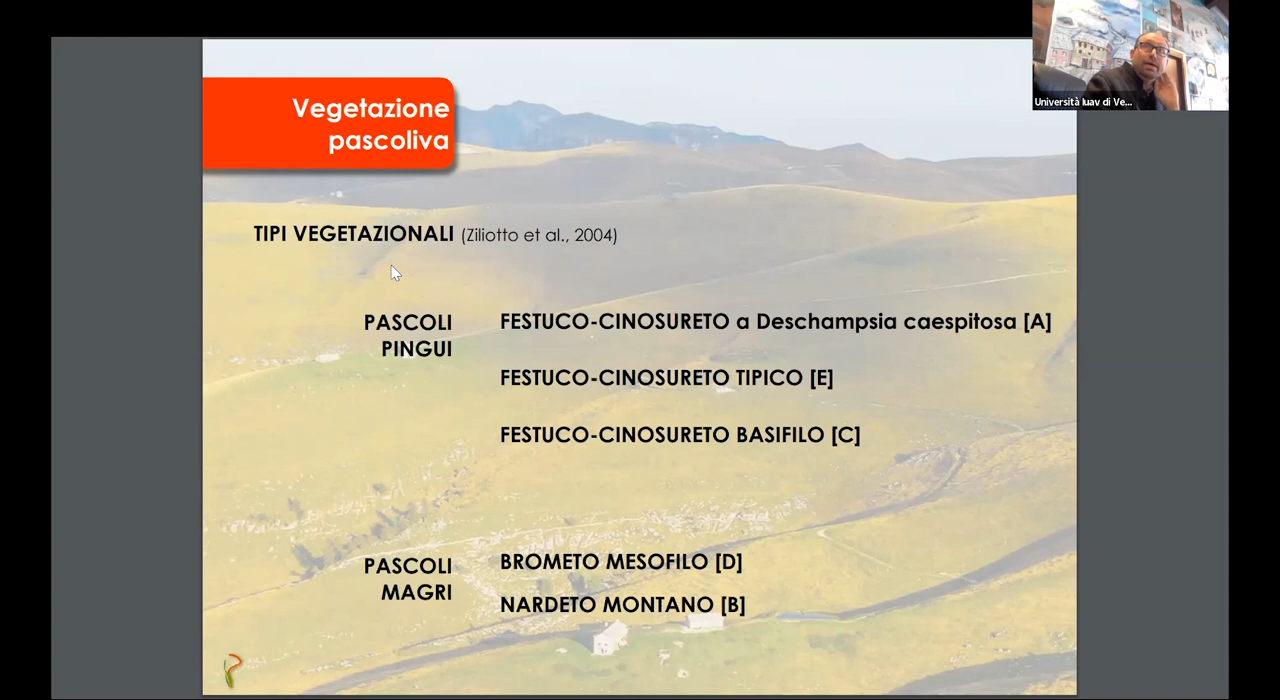 Università Iuav di Ve...
Vegetazione
pascoliva
TIPI VEGETAZIONALI (Ziliotto et al., 2004)
PASCOLI
PINGUI
FESTUCO-CINOSURETO a Deschampsia caespitosa [A]
FESTUCO-CINOSURETO TIPICO [E]
FESTUCO-CINOSURETO BASIFILO [C]
PASCOLI
MAGRI
BROMETO MESOFILO [D]
NARDETO MONTANO [B]